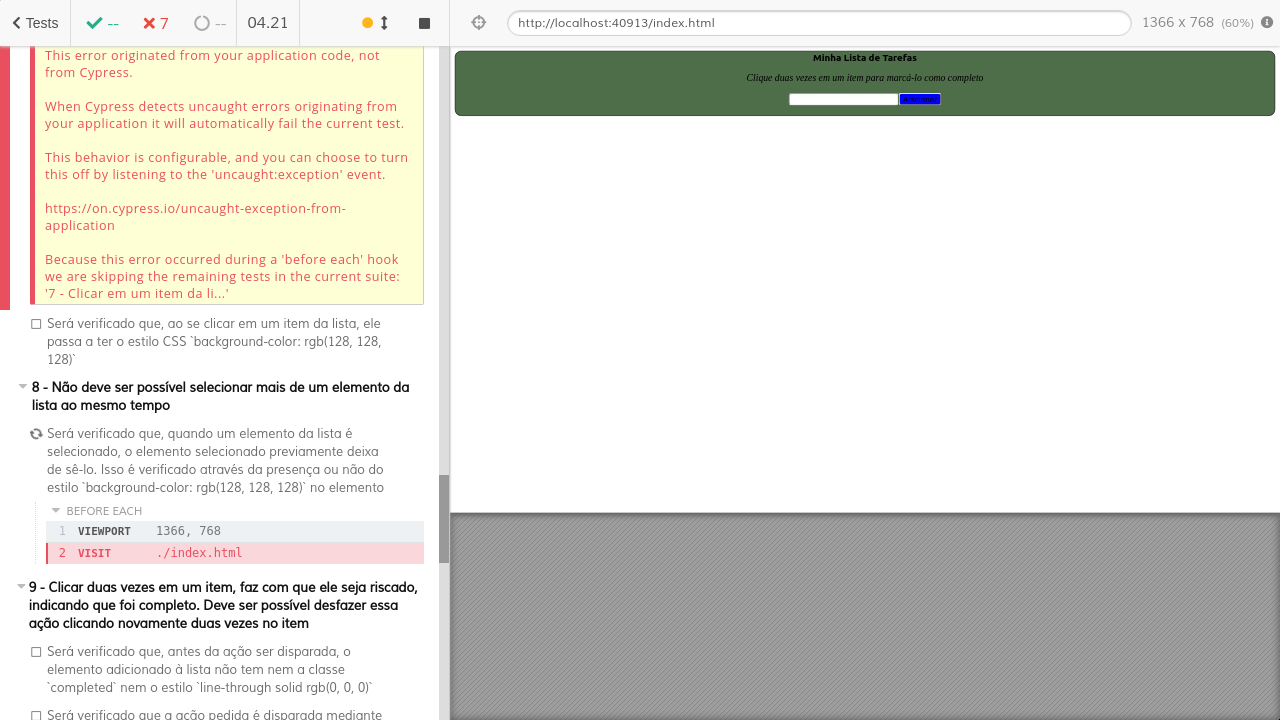 Tests
--
7
--
04.21
http://localhost:40913/index.html
1366 x 768 (60%)
This error originated from your application code, not
from Cypress.
When Cypress detects uncaught errors originating from
your application it will automatically fail the current test.
This behavior is configurable, and you can choose to turn
this off by listening to the 'uncaught:exception' event.
https://on.cypress.io/uncaught-exception-from-
application
Because this error occurred during a 'before each' hook
we are skipping the remaining tests in the current suite:
'7 - Clicar em um item da li...'
Será verificado que, ao se clicar em um item da lista, ele
passa a ter o estilo CSS `background-color: rgb(128, 128,
128)`
8 - Não deve ser possível selecionar mais de um elemento da
lista ao mesmo tempo
Será verificado que, quando um elemento da lista é
selecionado, o elemento selecionado previamente deixa
de sê-lo. Isso é verificado através da presença ou não do
estilo `background-color: rgb(128, 128, 128)` no elemento
BEFORE EACH
1 VIEWPORT 1366, 768
2 VISIT ./index.html
9 - Clicar duas vezes em um item, faz com que ele seja riscado,
indicando que foi completo. Deve ser possível desfazer essa
ação clicando novamente duas vezes no item
Será verificado que, antes da ação ser disparada, o
elemento adicionado à lista não tem nem a classe
`completed` nem o estilo `line-through solid rgb(0, 0, 0)`
Será verificado que a ação pedida é disparada mediante
Minha Lista de Tarefas
Clique duas vezes em um item para marcá-lo como completo